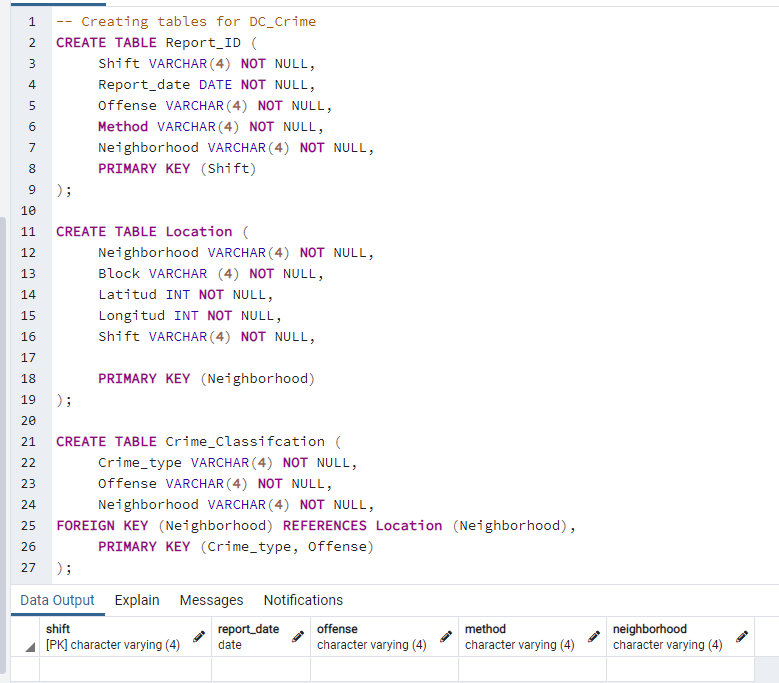 1 -- Creating tables for DC_Crime
2 CREATE TABLE Report_ID (
3 Shift VARCHAR(4) NOT NULL,
4 Report_date DATE NOT NULL,
5 Offense VARCHAR(4) NOT NULL,
6 Method VARCHAR(4) NOT NULL,
7 Neighborhood VARCHAR(4) NOT NULL,
8 PRIMARY KEY (Shift)
9 );
10
11 CREATE TABLE Location (
12 Neighborhood VARCHAR(4) NOT NULL,
13 Block VARCHAR (4) NOT NULL,
14 Latitud INT NOT NULL,
15 Longitud INT NOT NULL,
16 Shift VARCHAR(4) NOT NULL,
17
18 PRIMARY KEY (Neighborhood)
19 );
20
21 CREATE TABLE Crime_Classifcation (
22 Crime_type VARCHAR(4) NOT NULL,
23 Offense VARCHAR(4) NOT NULL,
24 Neighborhood VARCHAR(4) NOT NULL,
25 FOREIGN KEY (Neighborhood) REFERENCES Location (Neighborhood),
26 PRIMARY KEY (Crime_type, Offense)
27 );
Data Output Explain Messages Notifications
shift report_date offense method neighborhood
[PK] character varying (4) date character varying (4) character varying (4) character varying (4)